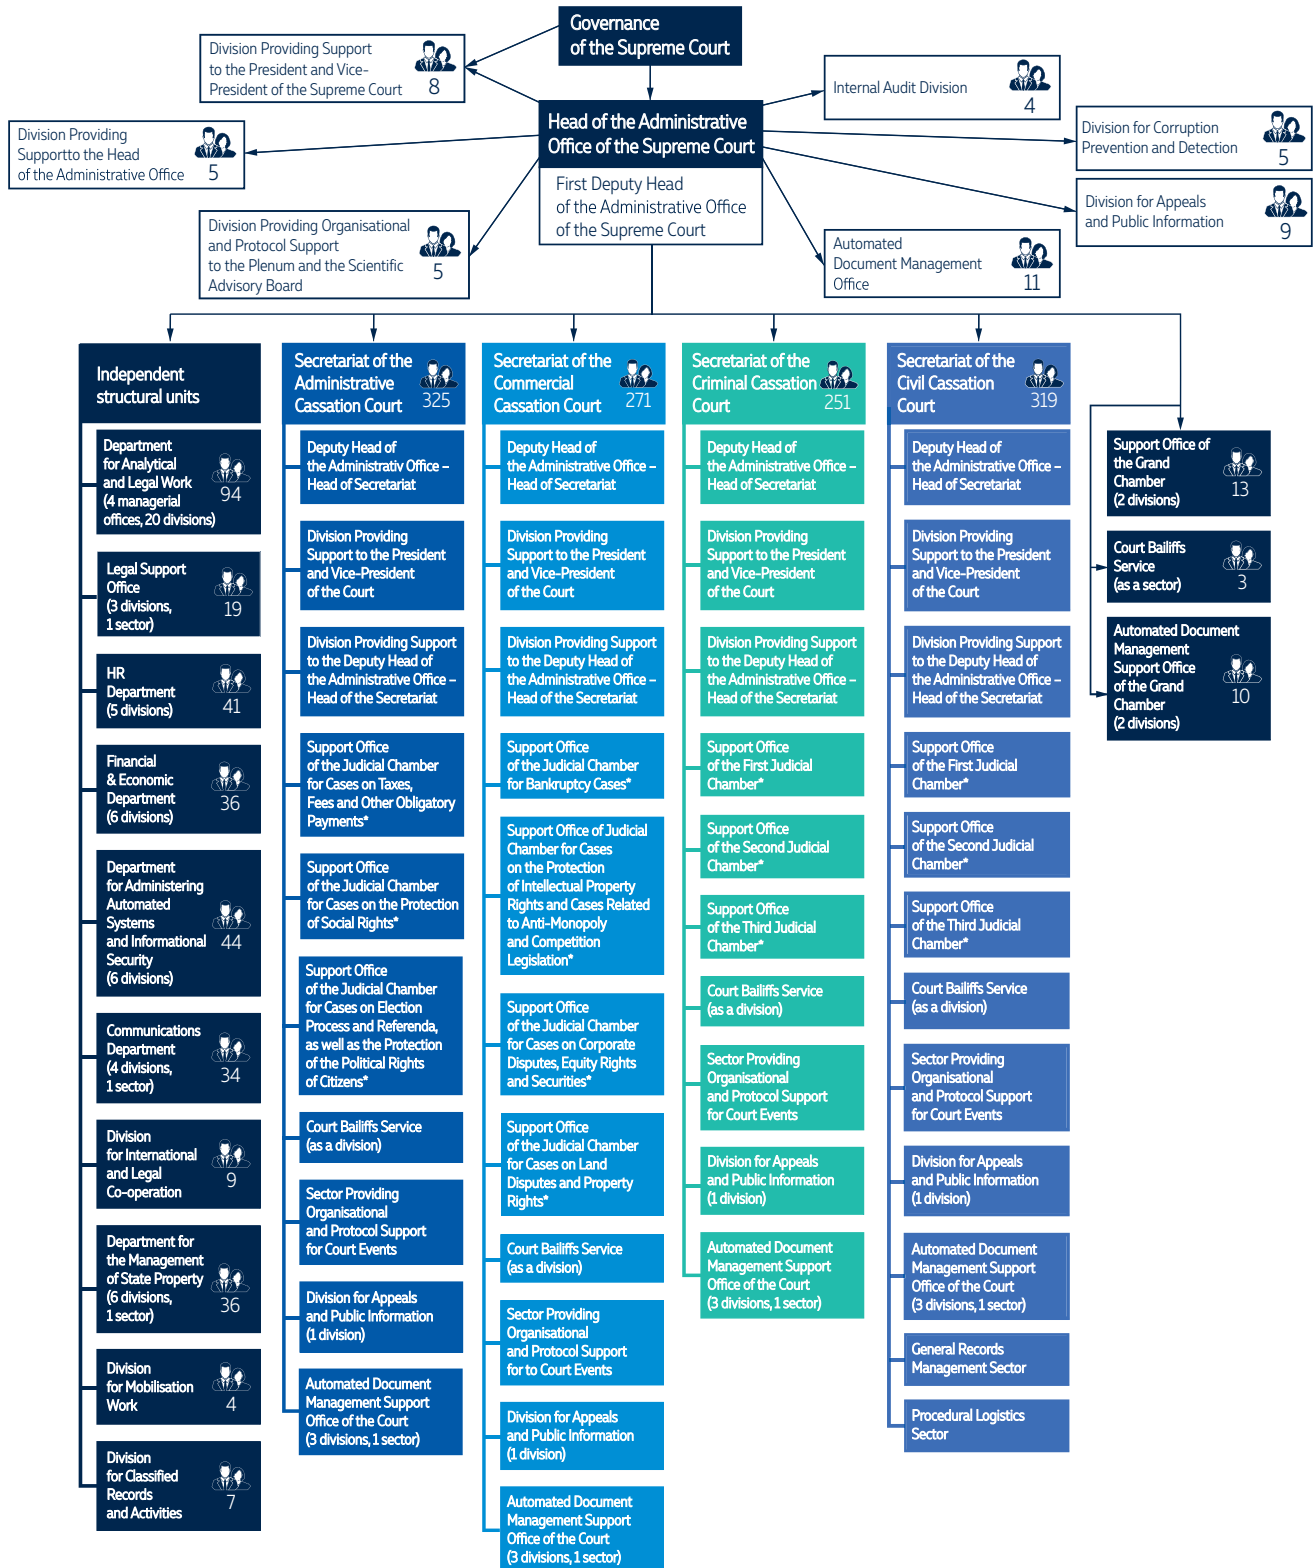 Governance
of the Supreme Court
Division Providing Support
to the President and Vice-
President of the Supreme Court
8
Internal Audit Division
4
Head of the Administrative
Office of the Supreme Court
First Deputy Head
of the Administrative Office
of the Supreme Court
Division Providing
Supportto the Head
of the Administrative Office
5
Division for Corruption
Prevention and Detection
5
Division for Appeals
and Public Information
9
Division Providing Organisational
and Protocol Support
to the Plenum and the Scientific
Advisory Board
5
Automated
Document Management
Office
11
Independent
structural units
Department
for Analytical
and Legal Work
(4 managerial
offices, 20 divisions)
94
Legal Support
Office
(3 divisions,
1 sector)
19
HR
Department
(5 divisions)
41
Financial
& Economic
Department
(6 divisions)
36
Department
for Administering
Automated
Systems
and Informational
Security
(6 divisions)
44
Communications
Department
(4 divisions,
1 sector)
34
Division
for International
and Legal
Co-operation
9
Department for
the Management
of State Property
(6 divisions,
1 sector)
36
Division
for Mobilisation
Work
4
Division
for Classified
Records
and Activities
7
Secretariat of the
Administrative
Cassation Court
325
Deputy Head of
the Administrativ Office –
Head of Secretariat
Division Providing
Support to the President
and Vice-President
of the Court
Division Providing Support
to the Deputy Head of
the Administrative Office –
Head of the Secretariat
Support Office
of the Judicial Chamber
for Cases on Taxes,
Fees and Other Obligatory
Payments*
Support Office
of the Judicial Chamber
for Cases on the Protection
of Social Rights*
Support Office
of the Judicial Chamber
for Cases on Election
Process and Referenda,
as well as the Protection
of the Political Rights
of Citizens*
Court Bailiffs Service
(as a division)
Sector Providing
Organisational
and Protocol Support
for Court Events
Division for Appeals
and Public Information
(1 division)
Automated Document
Management Support
Office of the Court
(3 divisions, 1 sector)
Secretariat of the
Commercial
Cassation Court
271
Deputy Head of
the Administrative Office –
Head of Secretariat
Division Providing
Support to the President
and Vice-President
of the Court
Division Providing Support
to the Deputy Head of
the Administrative Office –
Head of the Secretariat
Support Office
of the Judicial Chamber
for Bankruptcy Cases*
Support Office of Judicial
Chamber for Cases
on the Protection
of Intellectual Property
Rights and Cases Related
to Anti-Monopoly
and Competition
Legislation*
Support Office
of the Judicial Chamber
for Cases on Corporate
Disputes, Equity Rights
and Securities*
Support Office
of the Judicial Chamber
for Cases on Land
Disputes and Property
Rights*
Court Bailiffs Service
(as a division)
Sector Providing
Organisational
and Protocol Support
for to Court Events
Division for Appeals
and Public Information
(1 division)
Automated Document
Management Support
Office of the Court
(3 divisions, 1 sector)
Secretariat of the
Criminal Cassation
Court
251
Deputy Head of
the Administrative Office –
Head of Secretariat
Division Providing
Support to the President
and Vice-President
of the Court
Division Providing Support
to the Deputy Head of
the Administrative Office –
Head of the Secretariat
Support Office
of the First Judicial
Chamber*
Support Office
of the Second Judicial
Chamber*
Support Office
of the Third Judicial
Chamber*
Court Bailiffs Service
(as a division)
Sector Providing
Organisational
and Protocol Support
for Court Events
Division for Appeals
and Public Information
(1 division)
Automated Document
Management Support
Office of the Court
(3 divisions, 1 sector)
Secretariat of the
Civil Cassation
Court
319
Deputy Head of
the Administrative Office –
Head of Secretariat
Division Providing
Support to the President
and Vice-President
of the Court
Division Providing Support
to the Deputy Head of
the Administrative Office –
Head of the Secretariat
Support Office
of the First Judicial
Chamber*
Support Office
of the Second Judicial
Chamber*
Support Office
of the Third Judicial
Chamber*
Court Bailiffs Service
(as a division)
Sector Providing
Organisational
and Protocol Support
for Court Events
Division for Appeals
and Public Information
(1 division)
Automated Document
Management Support
Office of the Court
(3 divisions, 1 sector)
General Records
Management Sector
Procedural Logistics
Sector
Support Office of
the Grand
Chamber
(2 divisions)
13
Court Bailiffs
Service
(as a sector)
3
Automated Document
Management
Support Office
of the Grand
Chamber
(2 divisions)
10